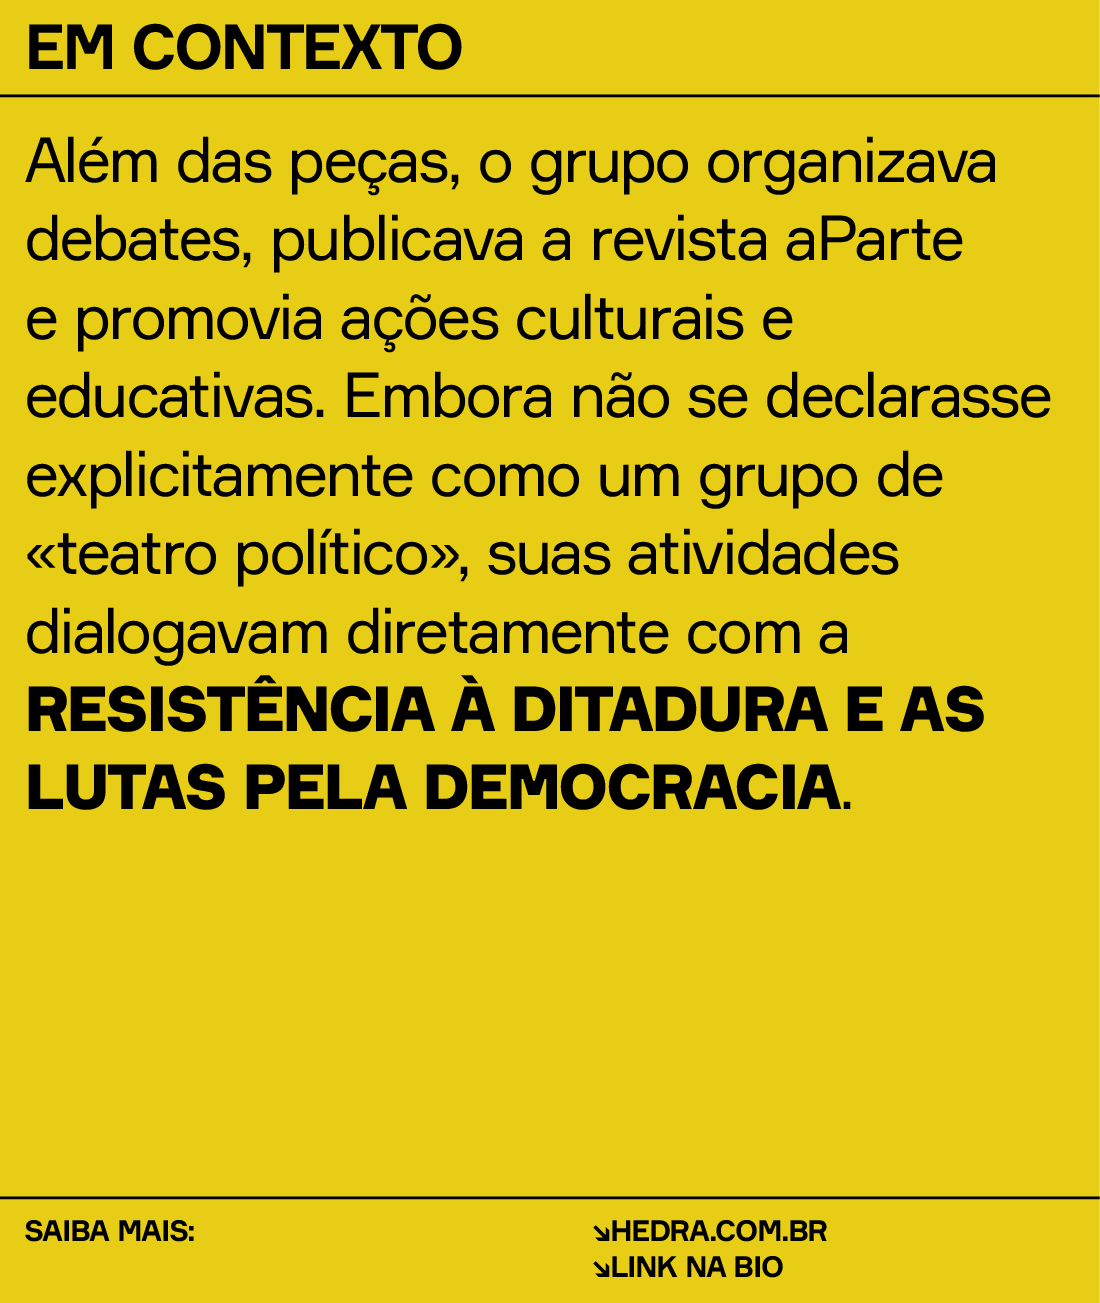 EM CONTEXTO
Além das peças, o grupo organizava
debates, publicava a revista aParte
e promovia ações culturais e
educativas. Embora não se declarasse
explicitamente como um grupo de
«teatro político», suas atividades
dialogavam diretamente com a
RESISTÊNCIA À DITADURA E AS
LUTAS PELA DEMOCRACIA.
SAIBA MAIS:
↘HEDRA.COM.BR
↘LINK NA BIO